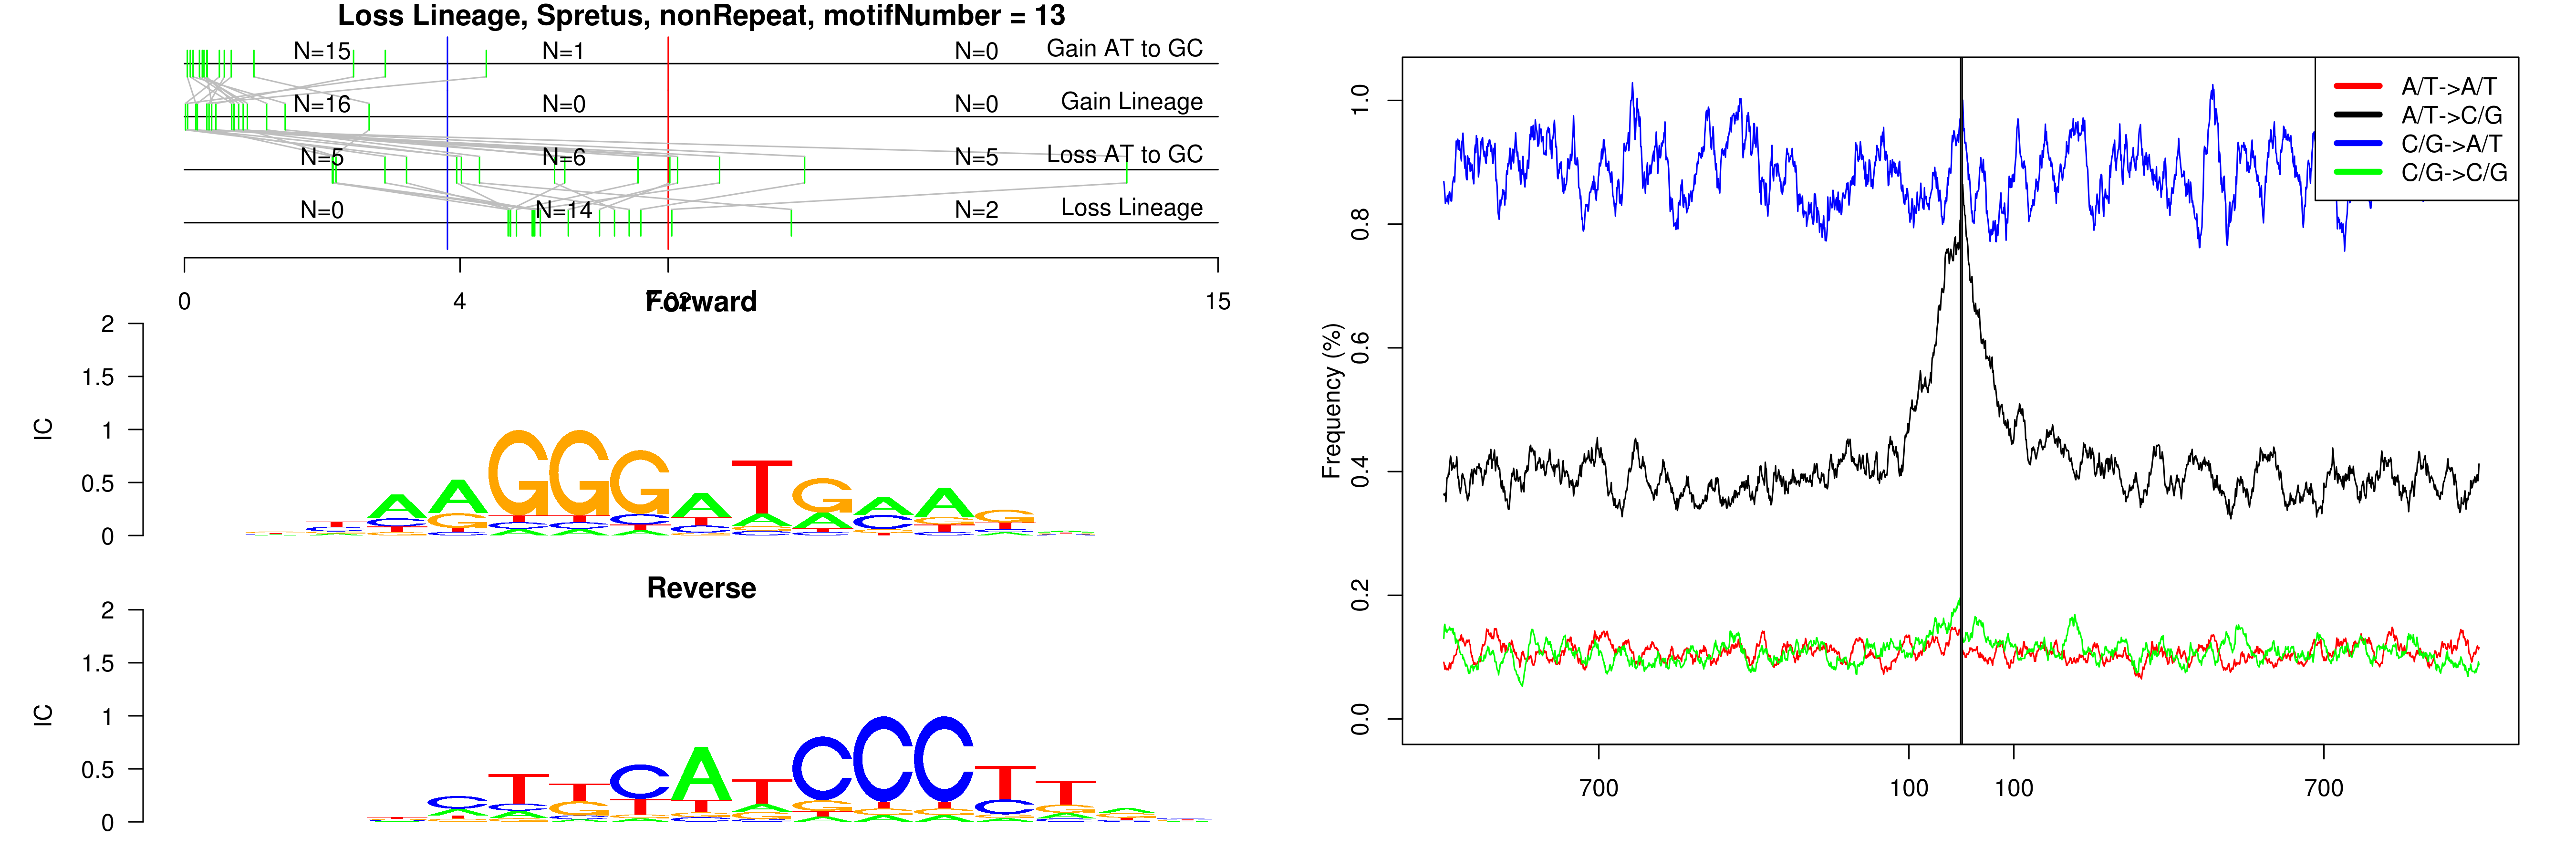 Loss Lineage, Spretus, nonRepeat, motifNumber = 13
N=15 N=1 N=0 Gain AT to GC
N=16 N=0 N=0 Gain Lineage
N=5 N=6 N=5 Loss AT to GC
N=0 N=14 N=2 Loss Lineage
0 4 15
Forward
2
1.5
1
0.5
0
IC
AAGGGATGAAG
Reverse
2
1.5
1
0.5
0
IC
CTTCATCCCTTA
A/T->A/T
A/T->C/G
C/G->A/T
C/G->C/G
1.0
0.8
0.6
0.4
0.2
0.0
Frequency (%)
700 100 100 700